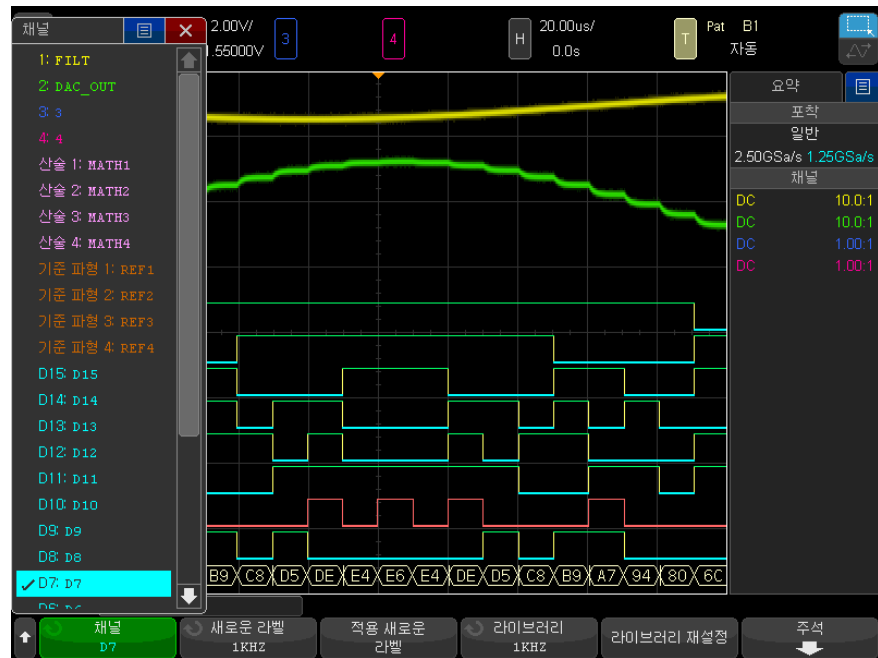 채널
2.00V/
1.55000V
3
4
H
20.00us/
0.0s
T
Pat B1
자동
1: FILT
2: DAC_OUT
3: 3
4: 4
산술 1: MATH1
산술 2: MATH2
산술 3: MATH3
산술 4: MATH4
기준 파형 1: REF1
기준 파형 2: REF2
기준 파형 3: REF3
기준 파형 4: REF4
D15: D15
D14: D14
D13: D13
D12: D12
D11: D11
D10: D10
D9: D9
D8: D8
D7: D7
요약
포착
일반
2.50GSa/s 1.25GSa/s
채널
DC 10.0:1
DC 10.0:1
DC 1.00:1
DC 1.00:1
B9 C8 D5 DE E4 E6 E4 DE D5 C8 B9 A7 94 80 6C
채널
D7
새로운 라벨
1KHZ
적용 새로운
라벨
라이브러리
1KHZ
라이브러리 재설정
주석